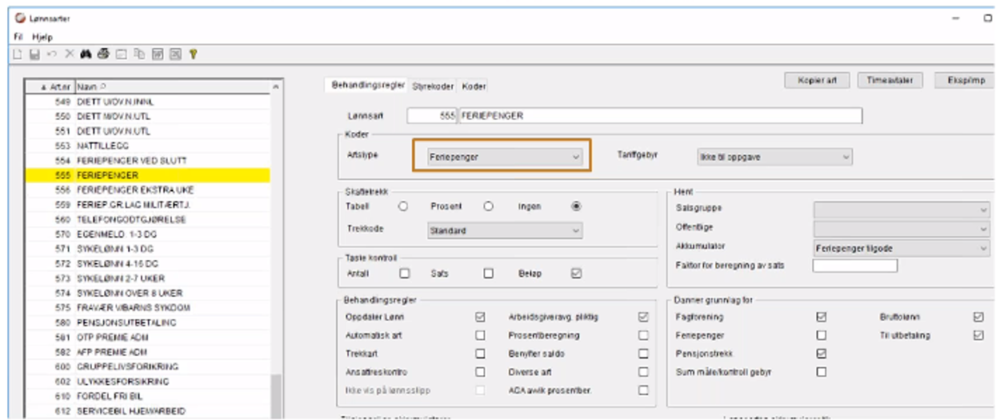 Lønnsarter
Fil Hjelp
Art.nr Navn
549 DIETT U/OV.N.INNL
550 DIETT M/OV.N.UTL
551 DIETT U/OV.N.UTL
553 NATTILLEGG
554 FERIEPENGER VED SLUTT
555 FERIEPENGER
556 FERIEPENGER EKSTRA UKE
559 FERIEP.GR.LAG MILITÆRTJ.
560 TELEFONGODTGJØRELSE
570 EGENMELD. 1-3 DG
571 SYKELØNN 1-3 DG
572 SYKELØNN 4-16 DG
573 SYKELØNN 2-7 UKER
574 SYKELØNN OVER 8 UKER
575 FRAVÆR V/BARNS SYKDOM
580 PENSJONSUTBETALING
581 OTP PREMIE ADM
582 AFP PREMIE ADM
600 GRUPPELIVSFORIKRING
602 ULYKKESFORSIKRING
610 FORDEL FRI BIL
612 SERVICEBIL HJEM/ARBEID
Behandlingsregler Styrekoder Koder
Kopier art Timeavtaler Eksp/imp
Lønnsart 555 FERIEPENGER
Koder
Artstype Feriepenger Tariffgebyr Ikke til oppgave
Skattetrekk
Tabell Prosent Ingen
Trekkode Standard
Taste kontroll
Antall Sats Beløp
Hent
Satsgruppe
Offentlige
Akkumulator Feriepenger tilgode
Faktor for beregning av sats
Behandlingsregler
Oppdater Lønn Arbeidsgiveravg. pliktig
Automatisk art Prosentberegning
Trekkart Benytter saldo
Ansattreskontro Diverse art
Ikke vis på lønnsslipp AGA avvik prosentber.
Danner grunnlag for
Fagforening Bruttolønn
Feriepenger Til utbetaling
Pensjonstrekk
Sum måle/kontroll gebyr